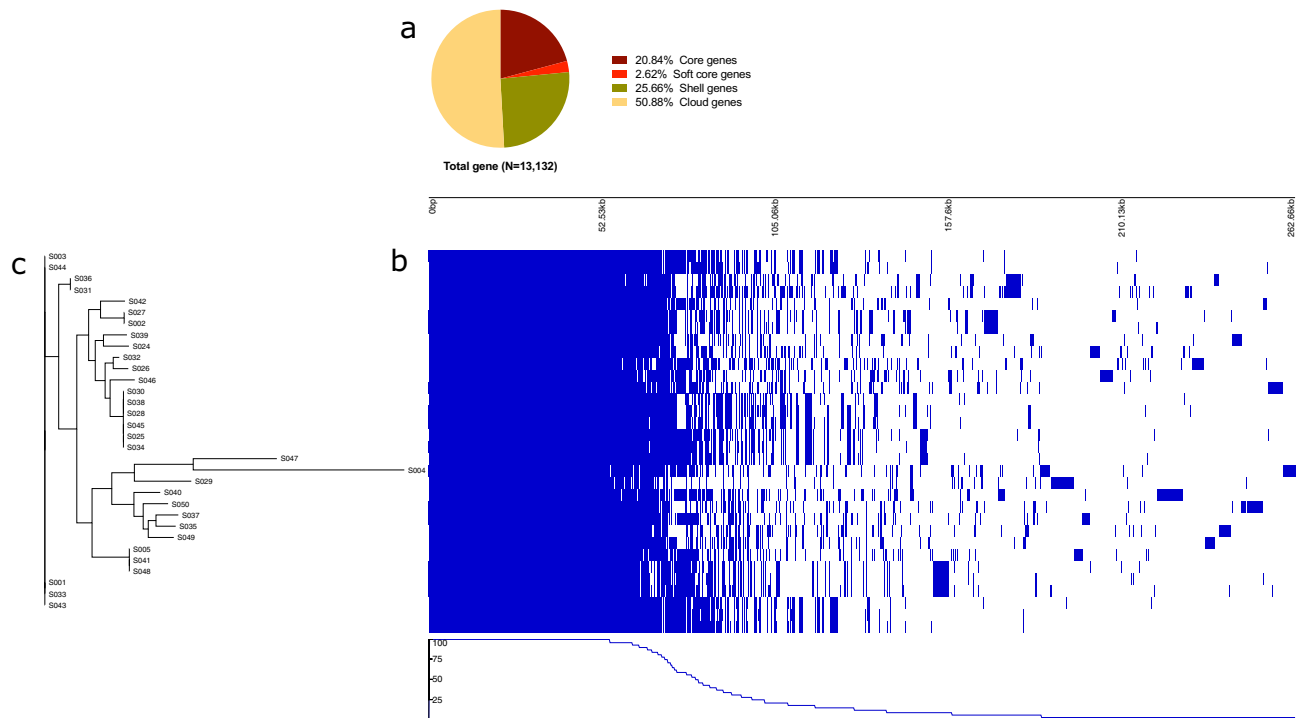 a
20.84% Core genes
2.62% Soft core genes
25.66% Shell genes
50.88% Cloud genes
Total gene (N=13,132)
0bp
52.53kb
105.06kb
157.6kb
210.13kb
262.66kb
c
b
S003
S044
S036
S031
S042
S027
S002
S039
S024
S032
S026
S046
S030
S038
S028
S045
S025
S034
S047
S004
S029
S040
S050
S037
S035
S049
S005
S041
S048
S001
S033
S043
100
75
50
25